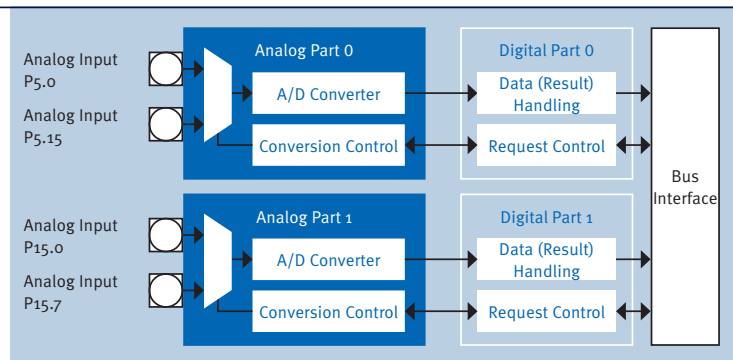 Analog Input
P5.0
Analog Input
P5.15
Analog Part 0
A/D Converter
Conversion Control
Digital Part 0
Data (Result)
Handling
Request Control
Bus
Interface
Analog Input
P15.0
Analog Input
P15.7
Analog Part 1
A/D Converter
Conversion Control
Digital Part 1
Data (Result)
Handling
Request Control